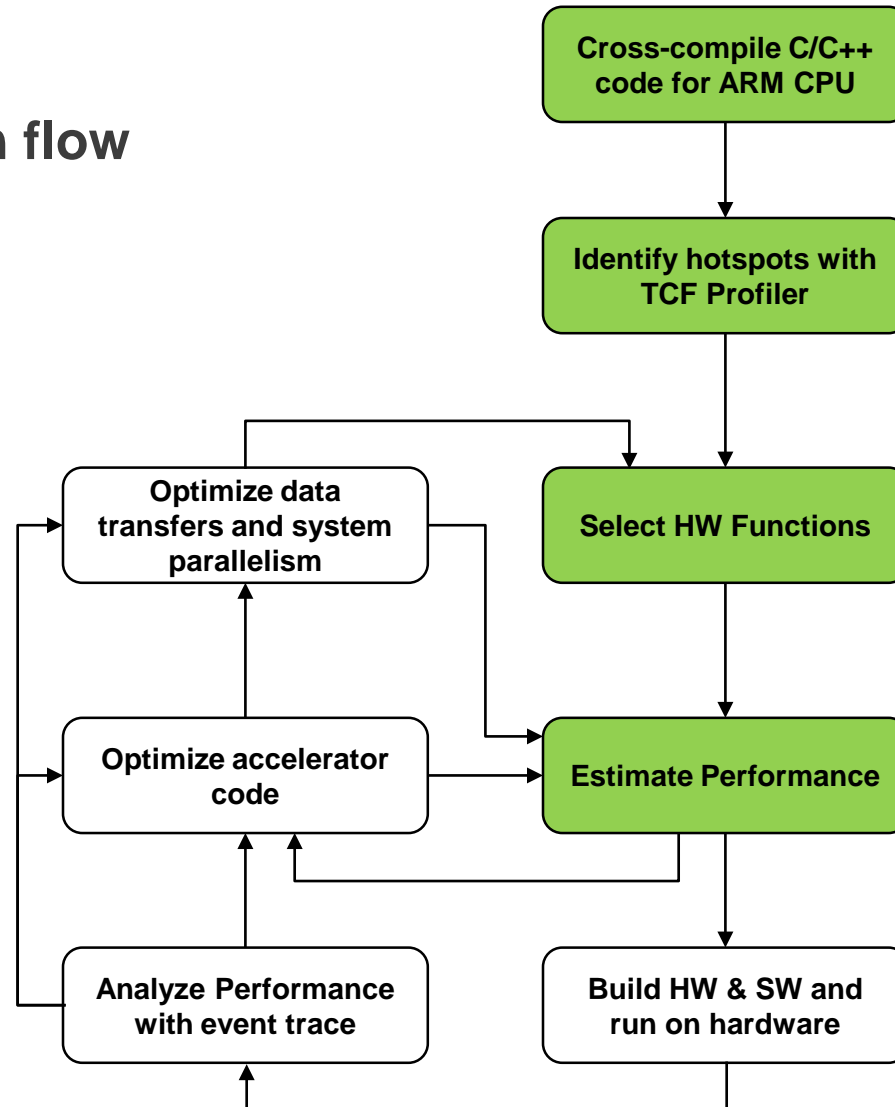 n flow
Cross-compile C/C++
code for ARM CPU
Identify hotspots with
TCF Profiler
Optimize data
transfers and system
parallelism
Select HW Functions
Optimize accelerator
code
Estimate Performance
Analyze Performance
with event trace
Build HW & SW and
run on hardware